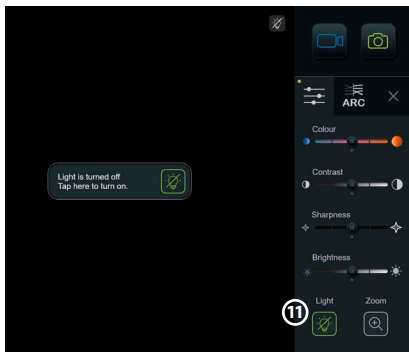 ARC
Colour
Light is turned off
Tap here to turn on.
Contrast
Sharpness
Brightness
11
Light Zoom